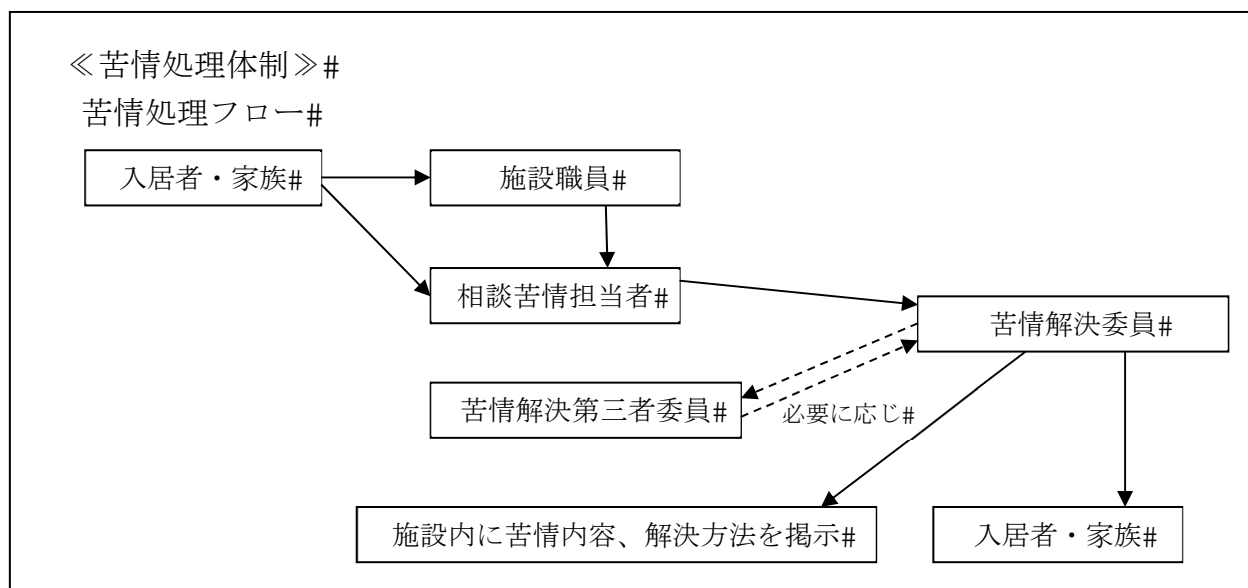 ≪苦情処理体制≫#
苦情処理フロー#
入居者・家族#
施設職員#
相談苦情担当者#
苦情解決委員#
苦情解決第三者委員#
必要に応じ#
施設内に苦情内容、解決方法を掲示#
入居者・家族#